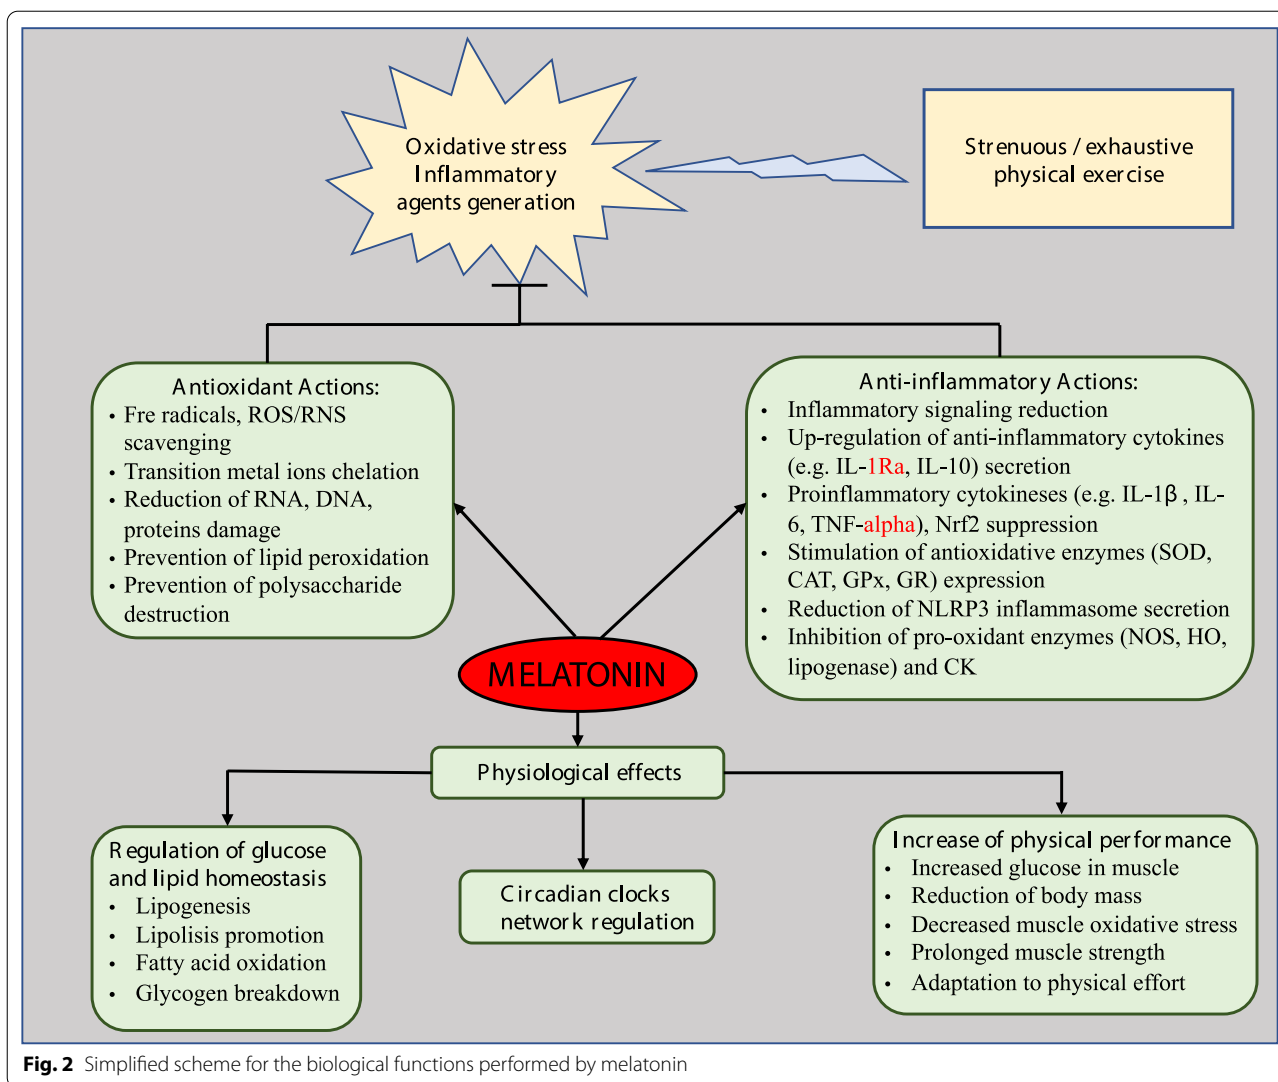 Oxidative stress
Inflammatory
agents generation
Strenuous / exhaustive
physical exercise
Antioxidant Actions:
• Fre radicals, ROS/RNS
scavenging
• Transition metal ions chelation
• Reduction of RNA, DNA,
proteins damage
• Prevention of lipid peroxidation
• Prevention of polysaccharide
destruction
Anti-inflammatory Actions:
• Inflammatory signaling reduction
• Up-regulation of anti-inflammatory cytokines
(e.g. IL-1Ra, IL-10) secretion
• Proinflammatory cytokineses (e.g. IL-1β , IL-
6, TNF-alpha), Nrf2 suppression
• Stimulation of antioxidative enzymes (SOD,
CAT, GPx, GR) expression
• Reduction of NLRP3 inflammasome secretion
• Inhibition of pro-oxidant enzymes (NOS, HO,
lipogenase) and CK
MELATONIN
Physiological effects
Regulation of glucose
and lipid homeostasis
• Lipogenesis
• Lipolisis promotion
• Fatty acid oxidation
• Glycogen breakdown
Circadian clocks
network regulation
Increase of physical performance
• Increased glucose in muscle
• Reduction of body mass
• Decreased muscle oxidative stress
• Prolonged muscle strength
• Adaptation to physical effort
Fig. 2 Simplified scheme for the biological functions performed by melatonin